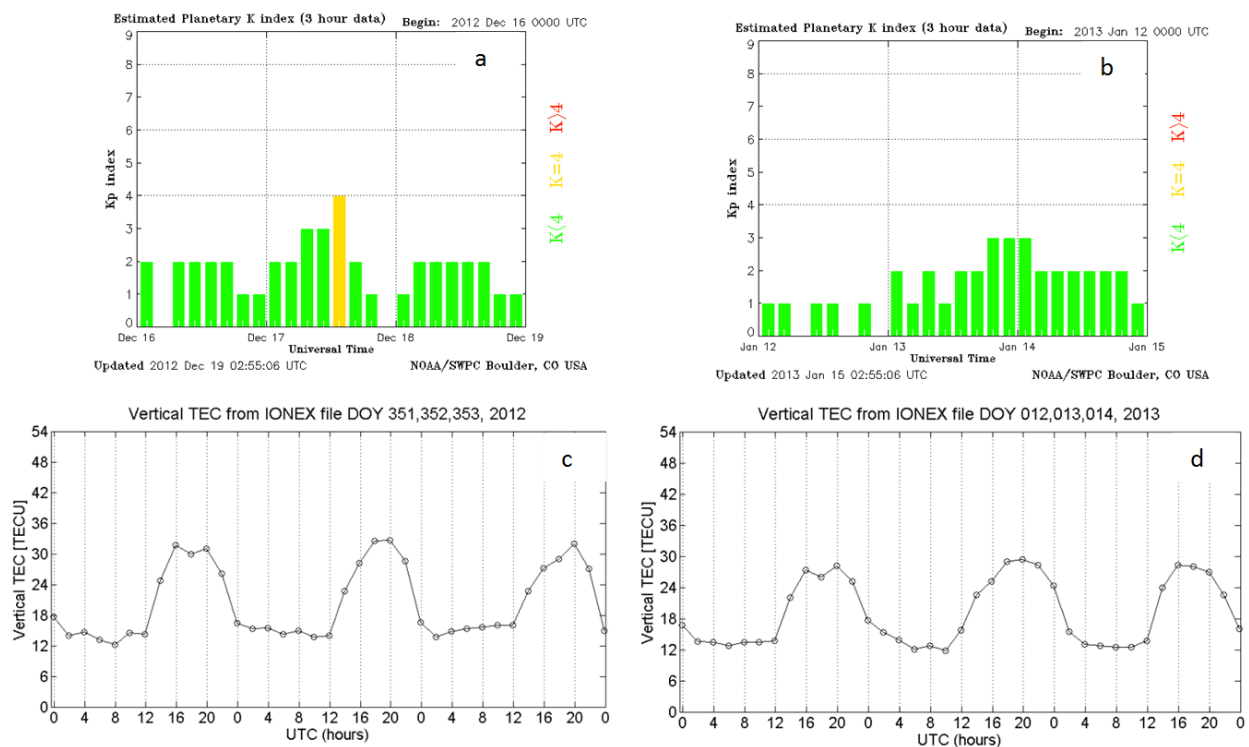 Estimated Planetary K index (3 hour data) Begin: 2012 Dec 16 0000 UTC
a
9
8
7
6
5
4
3
2
1
0
Kp index
K<4 K=4 K>4
Dec 16 Dec 17 Dec 18 Dec 19
Universal Time
Updated 2012 Dec 19 02:55:06 UTC NOAA/SWPC Boulder, CO USA
Estimated Planetary K index (3 hour data) Begin: 2013 Jan 12 0000 UTC
b
9
8
7
6
5
4
3
2
1
0
Kp index
K<4 K=4 K>4
Jan 12 Jan 13 Jan 14 Jan 15
Universal Time
Updated 2013 Jan 15 02:55:06 UTC NOAA/SWPC Boulder, CO USA
Vertical TEC from IONEX file DOY 351,352,353, 2012
c
54
48
42
36
30
24
18
12
6
0
Vertical TEC [TECU]
0 4 8 12 16 20 0 4 8 12 16 20 0 4 8 12 16 20 0
UTC (hours)
Vertical TEC from IONEX file DOY 012,013,014, 2013
d
54
48
42
36
30
24
18
12
6
0
Vertical TEC [TECU]
0 4 8 12 16 20 0 4 8 12 16 20 0 4 8 12 16 20 0
UTC (hours)